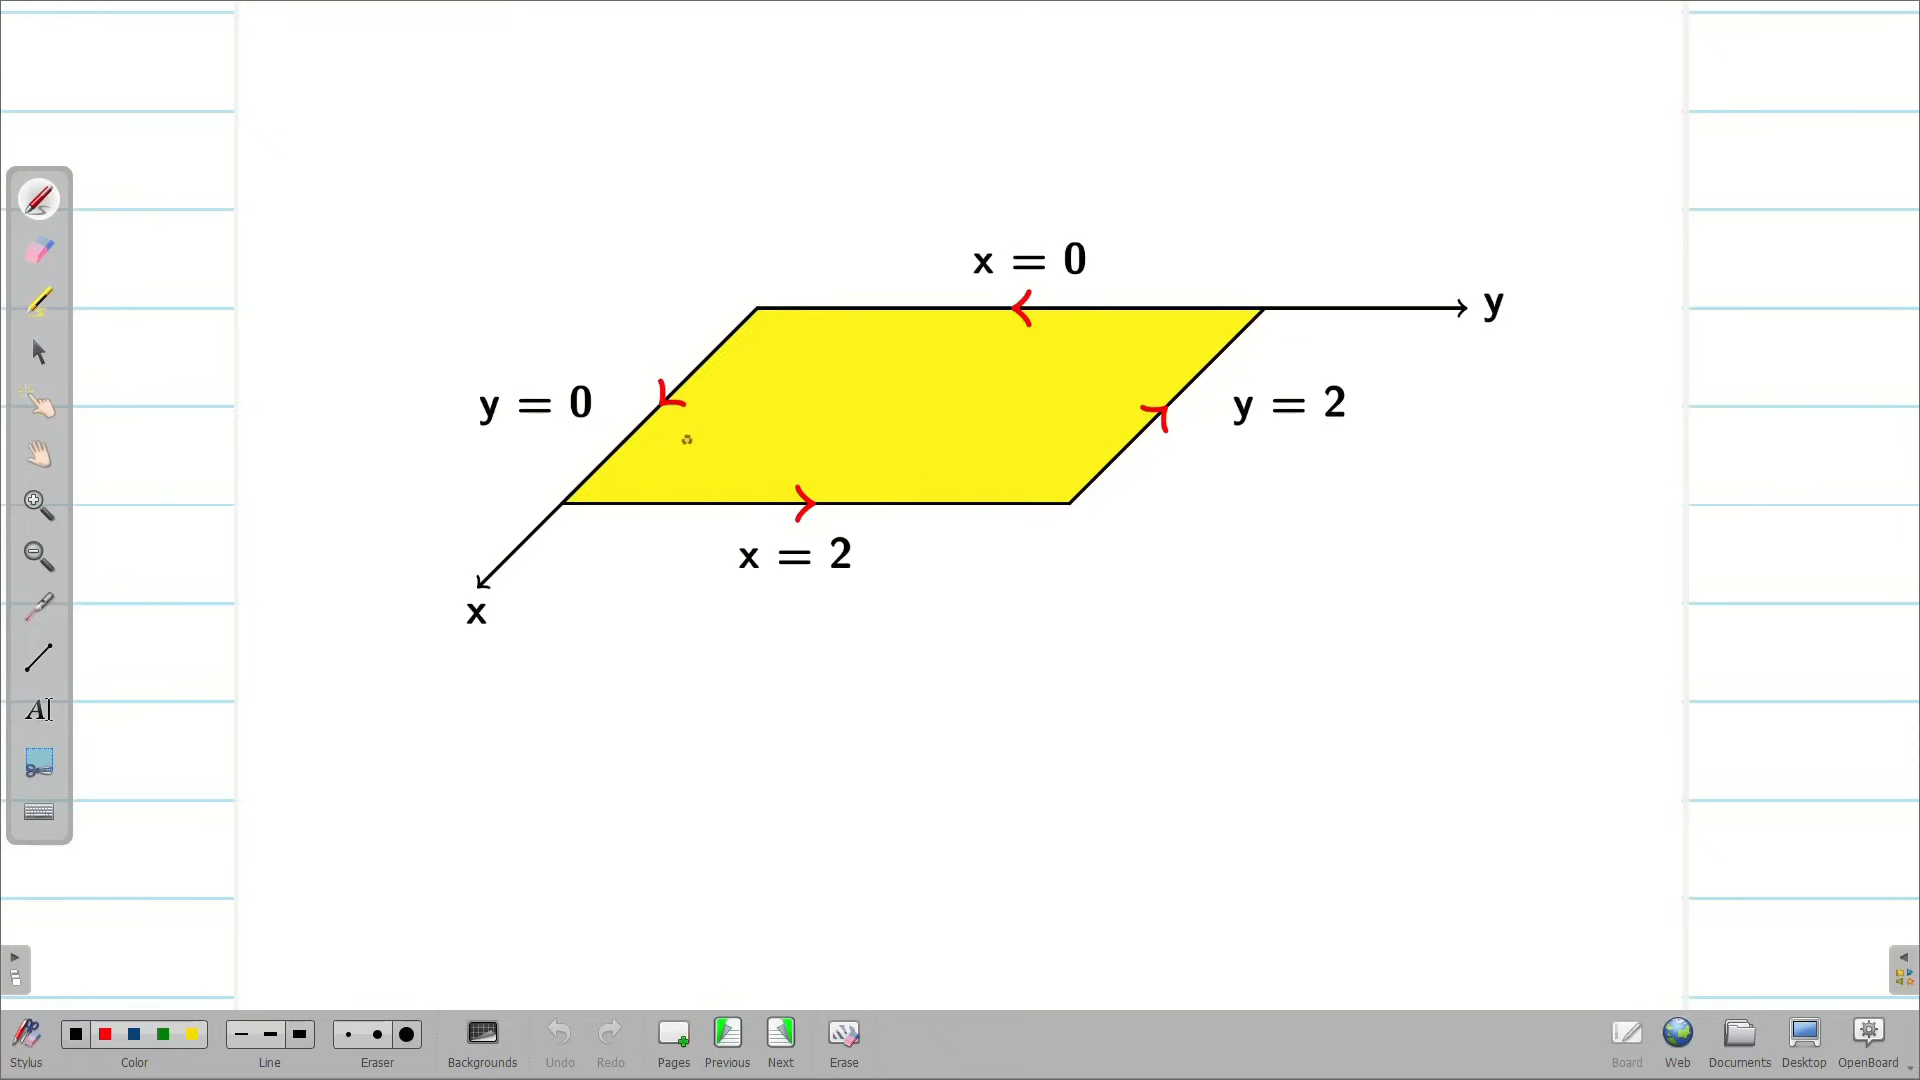 x = 0
y
y = 0
y = 2
x = 2
x
A
Stylus
Color
Line
Eraser
Backgrounds
Undo
Redo
Pages
Previous
Next
Erase
Board
Web
Documents
Desktop
OpenBoard